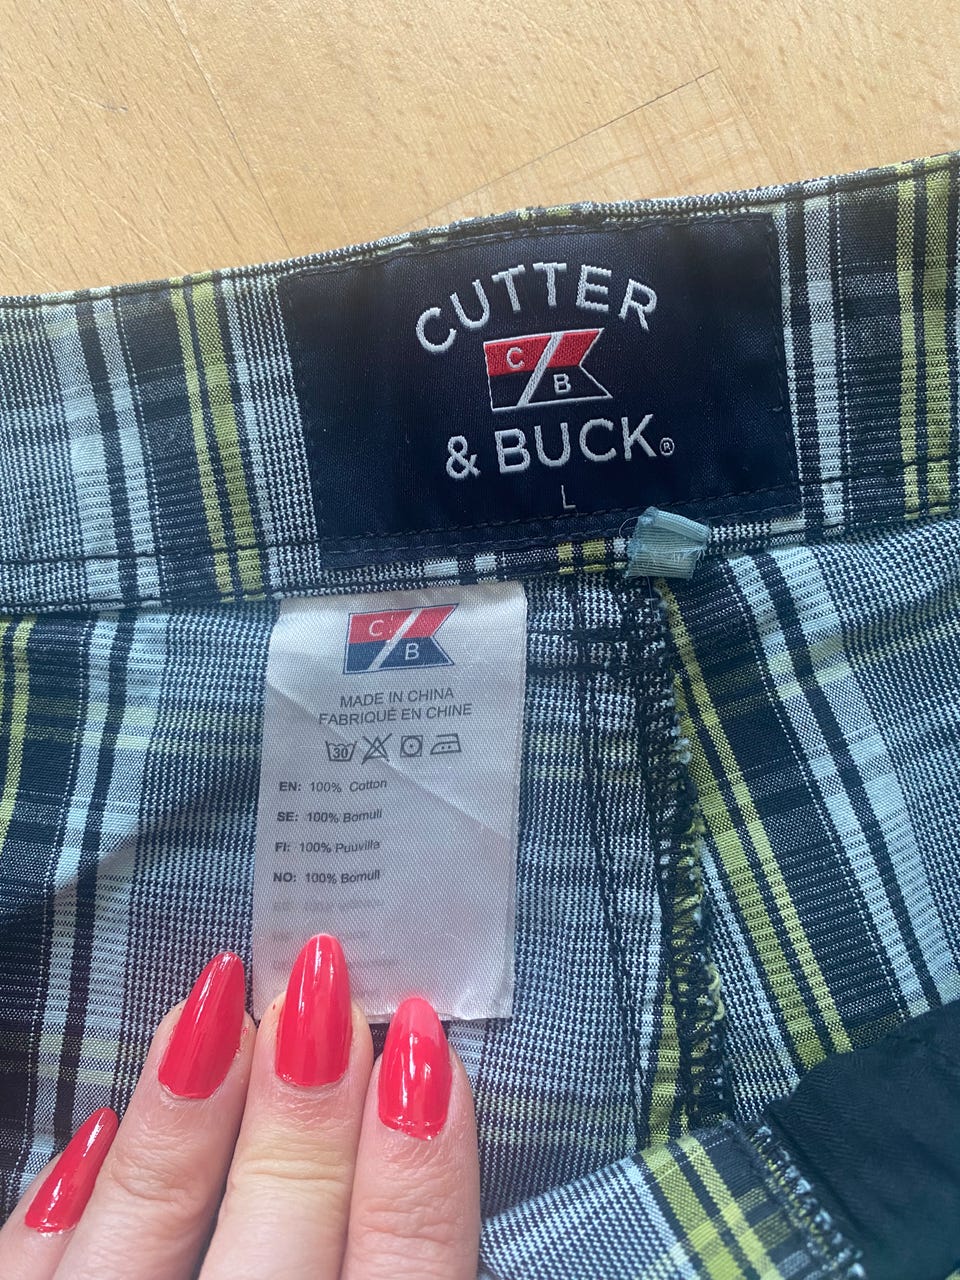 CUTTER
C B
& BUCK®
L
C B
MADE IN CHINA
FABRIQUÉ EN CHINE
30
EN: 100% Cotton
SE: 100% Bomull
FI: 100% Puuvilla
NO: 100% Bomull